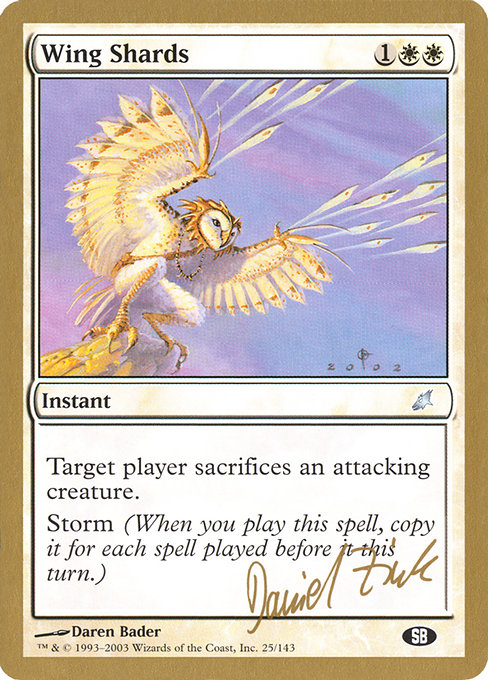 Wing Shards 1
2002
Instant
Target player sacrifices an attacking
creature.
Storm (When you play this spell, copy
it for each spell played before it this
turn.)
Daniel Zink
Daren Bader
SB
™ & © 1993–2003 Wizards of the Coast, Inc. 25/143